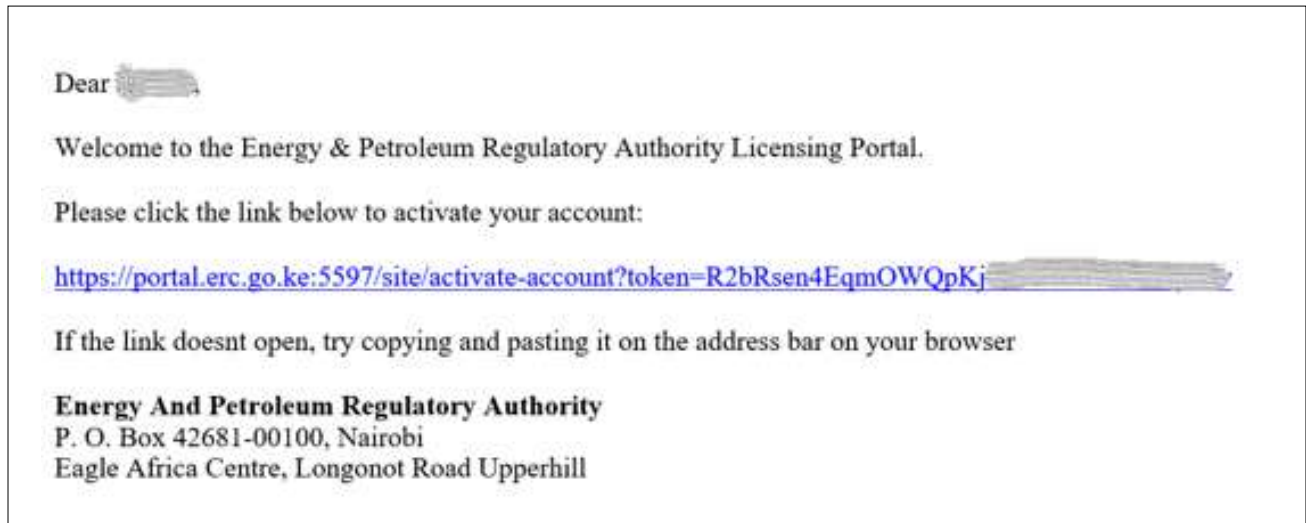 Dear
Welcome to the Energy & Petroleum Regulatory Authority Licensing Portal.
Please click the link below to activate your account:
https://portal.erc.go.ke:5597/site/activate-account?token=R2bRsen4EqmOWQpKj
If the link doesnt open, try copying and pasting it on the address bar on your browser
Energy And Petroleum Regulatory Authority
P. O. Box 42681-00100, Nairobi
Eagle Africa Centre, Longonot Road Upperhill